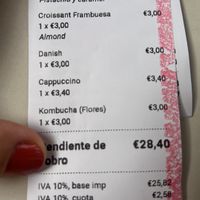 Pistachio y caramel
Croissant Frambuesa €3,00
1 x €3,00
Almond
Danish €3,00
1 x €3,00
Cappuccino €3,40
1 x €3,40
Kombucha (Flores) €3,00
1 x €3,00
endiente de €28,40
obro
IVA 10%, base imp €25,82
IVA 10%, cuota €2,58